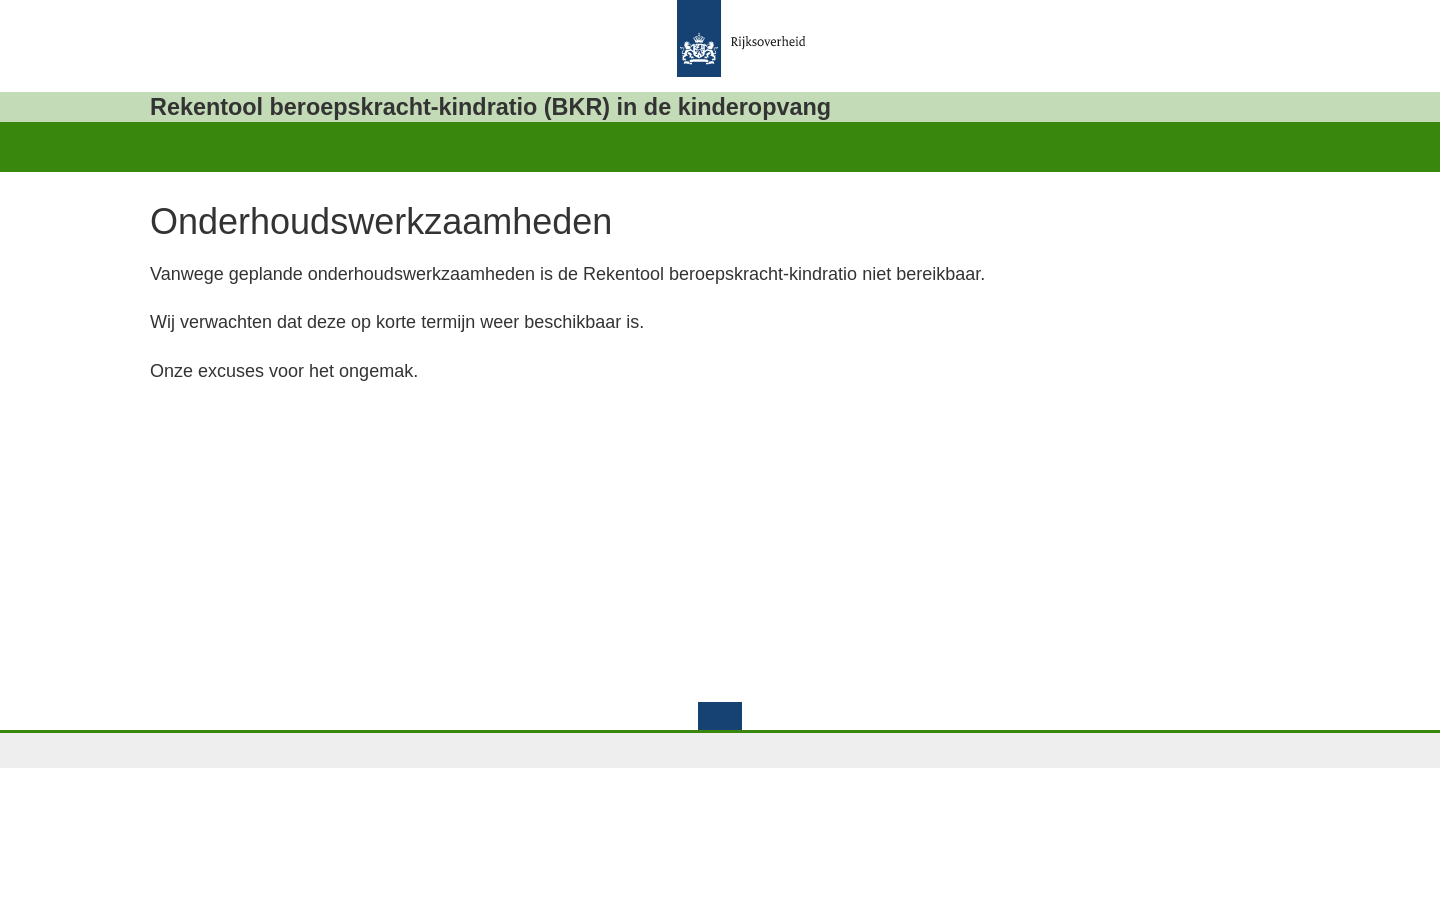 Rijksoverheid
Rekentool beroepskracht-kindratio (BKR) in de kinderopvang
Onderhoudswerkzaamheden
Vanwege geplande onderhoudswerkzaamheden is de Rekentool beroepskracht-kindratio niet bereikbaar.
Wij verwachten dat deze op korte termijn weer beschikbaar is.
Onze excuses voor het ongemak.